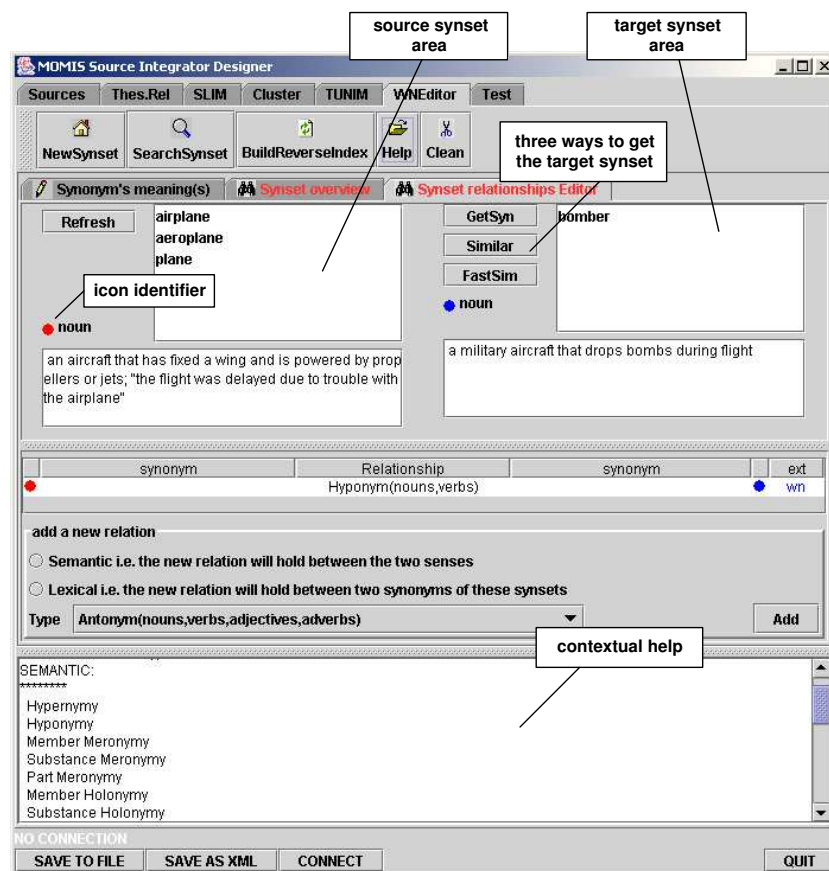 source synset
area
target synset
area
MOMIS Source Integrator Designer
Sources Thes.Rel SLIM Cluster TUNIM WNEditor Test
NewSynset SearchSynset BuildReverseIndex Help Clean
three ways to get
the target synset
Synonym's meaning(s) Synset overview Synset relationships Editor
Refresh
airplane
aeroplane
plane
GetSyn
Similar
FastSim
bomber
icon identifier
noun
noun
an aircraft that has fixed a wing and is powered by prop
ellers or jets; "the flight was delayed due to trouble with
the airplane"
a military aircraft that drops bombs during flight
synonym Relationship synonym ext
Hyponym(nouns,verbs) wn
add a new relation
Semantic i.e. the new relation will hold between the two senses
Lexical i.e. the new relation will hold between two synonyms of these synsets
Type Antonym(nouns,verbs,adjectives,adverbs) Add
contextual help
SEMANTIC:
********
Hypernymy
Hyponymy
Member Meronymy
Substance Meronymy
Part Meronymy
Member Holonymy
Substance Holonymy
NO CONNECTION
SAVE TO FILE SAVE AS XML CONNECT QUIT